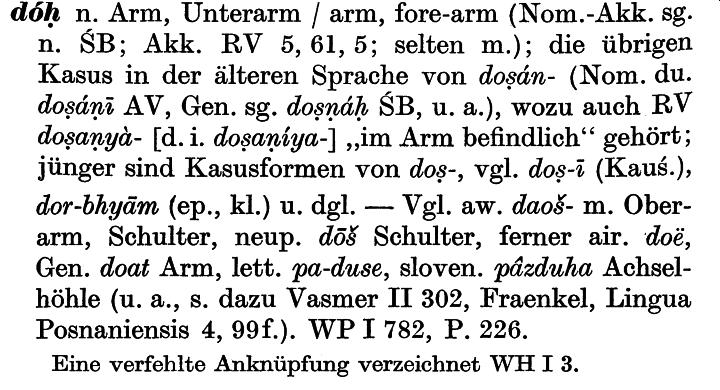 dóḥ n. Arm, Unterarm / arm, fore-arm (Nom.-Akk. sg.
n. ŚB; Akk. RV 5, 61, 5; selten m.); die übrigen
Kasus in der älteren Sprache von doṣán- (Nom. du.
doṣáṇī AV, Gen. sg. doṣṇáḥ ŚB, u. a.), wozu auch RV
doṣaṇyà- [d. i. doṣaṇíya-] „im Arm befindlich“ gehört;
jünger sind Kasusformen von doṣ-, vgl. doṣ-ī (Kauś.),
dor-bhyām (ep., kl.) u. dgl. — Vgl. aw. daoš- m. Ober-
arm, Schulter, neup. dōš Schulter, ferner air. doë,
Gen. doat Arm, lett. pa-duse, sloven. pâzduha Achsel-
höhle (u. a., s. dazu Vasmer II 302, Fraenkel, Lingua
Posnaniensis 4, 99f.). WP I 782, P. 226.
Eine verfehlte Anknüpfung verzeichnet WH I 3.